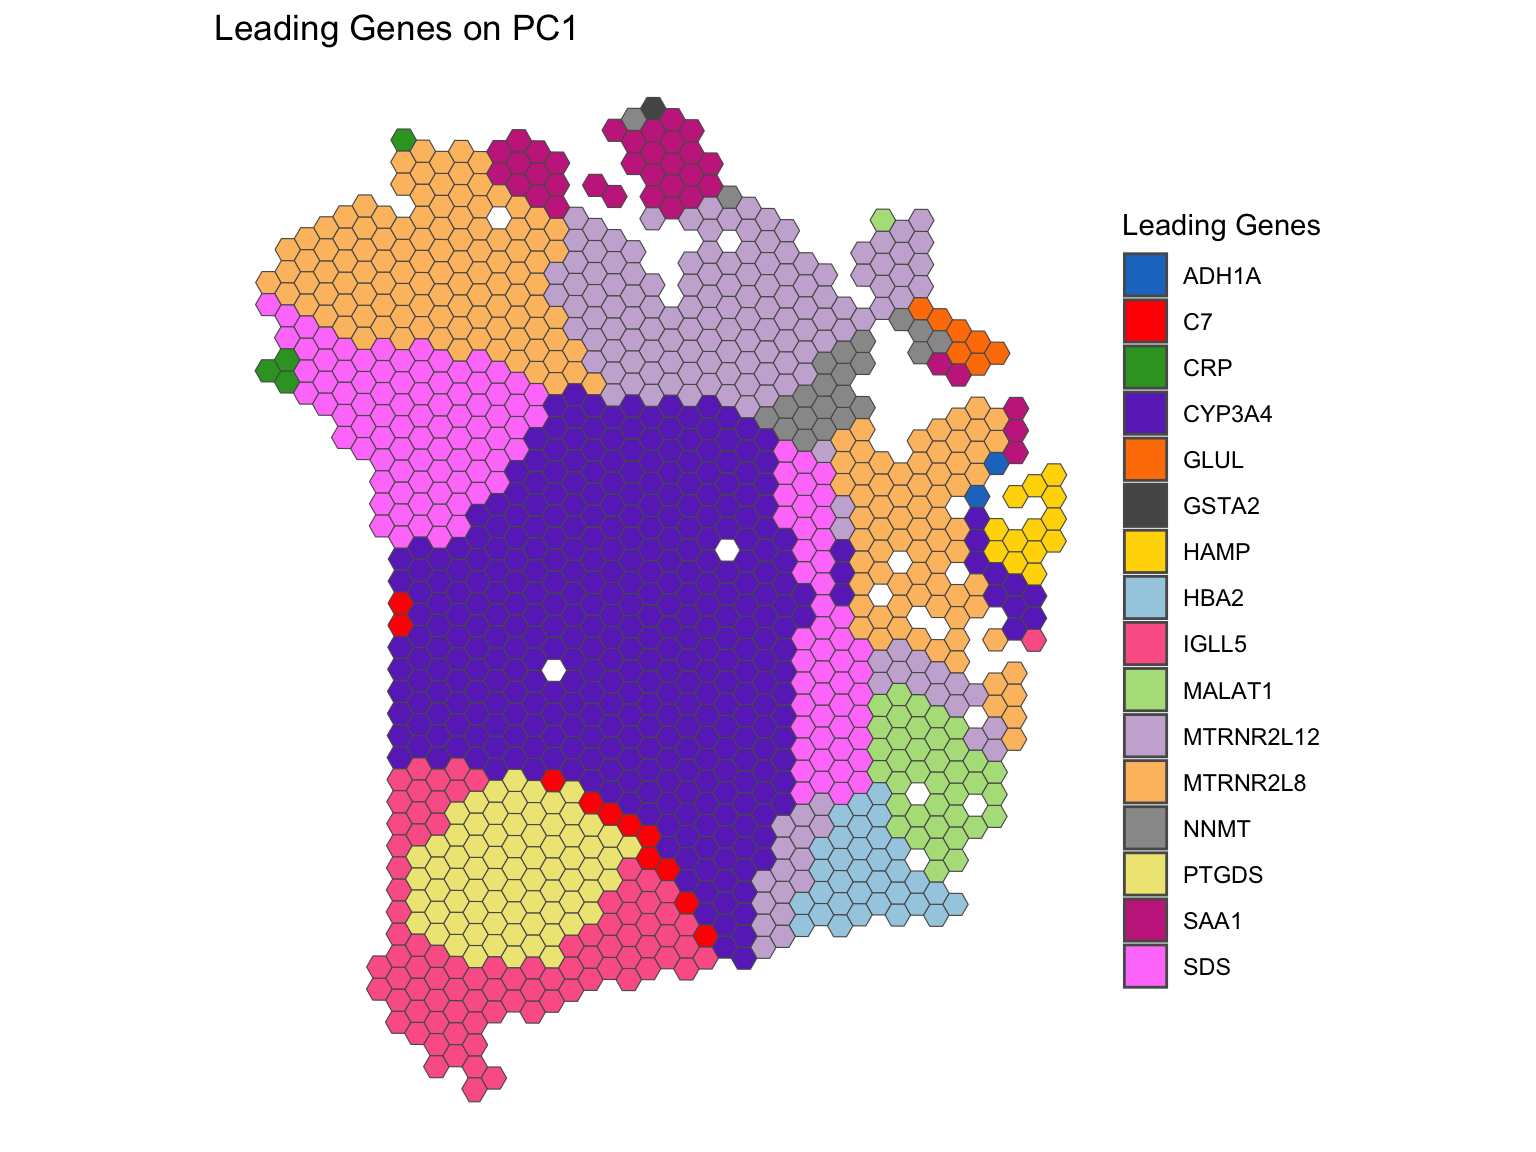 Leading Genes on PC1
Leading Genes
ADH1A
C7
CRP
CYP3A4
GLUL
GSTA2
HAMP
HBA2
IGLL5
MALAT1
MTRNR2L12
MTRNR2L8
NNMT
PTGDS
SAA1
SDS